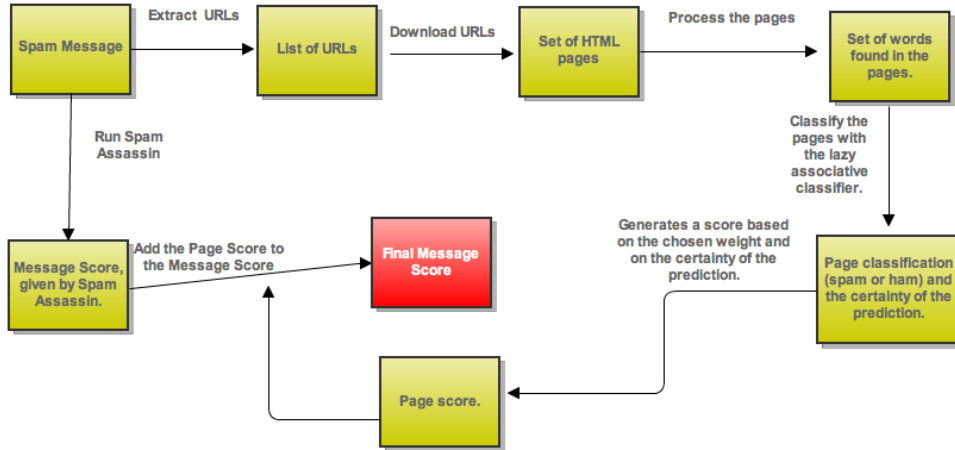 Extract URLs
Process the pages
Spam Message
List of URLs
Download URLs
Set of HTML
pages
Set of words
found in the
pages.
Run Spam
Assassin
Classify the
pages with
the lazy
associative
classifier.
Message Score,
given by Spam
Assassin.
Add the Page Score to
the Message Score
Final Message
Score
Generates a score based
on the chosen weight and
on the certainty of the
prediction.
Page classification
(spam or ham) and
the certainty of the
prediction.
Page score.